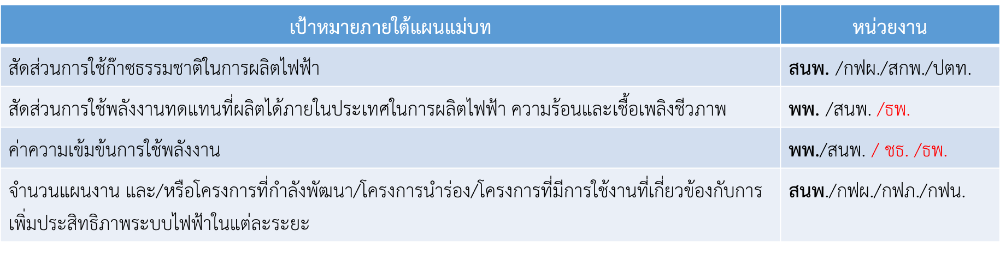 เป้าหมายภายใต้แผนแม่บท หน่วยงาน
สัดส่วนการใช้ก๊าซธรรมชาติในการผลิตไฟฟ้า สนพ. /กฟผ./สกพ./ปตท.
สัดส่วนการใช้พลังงานทดแทนที่ผลิตได้ภายในประเทศในการผลิตไฟฟ้า ความร้อนและเชื้อเพลิงชีวภาพ พพ. /สนพ. /ธพ.
ค่าความเข้มข้นการใช้พลังงาน พพ./สนพ. / ชธ. /ธพ.
จำนวนแผนงาน และ/หรือโครงการที่กำลังพัฒนา/โครงการนำร่อง/โครงการที่มีการใช้งานที่เกี่ยวข้องกับการ สนพ./กฟผ./กฟภ./กฟน.
เพิ่มประสิทธิภาพระบบไฟฟ้าในแต่ละระยะ